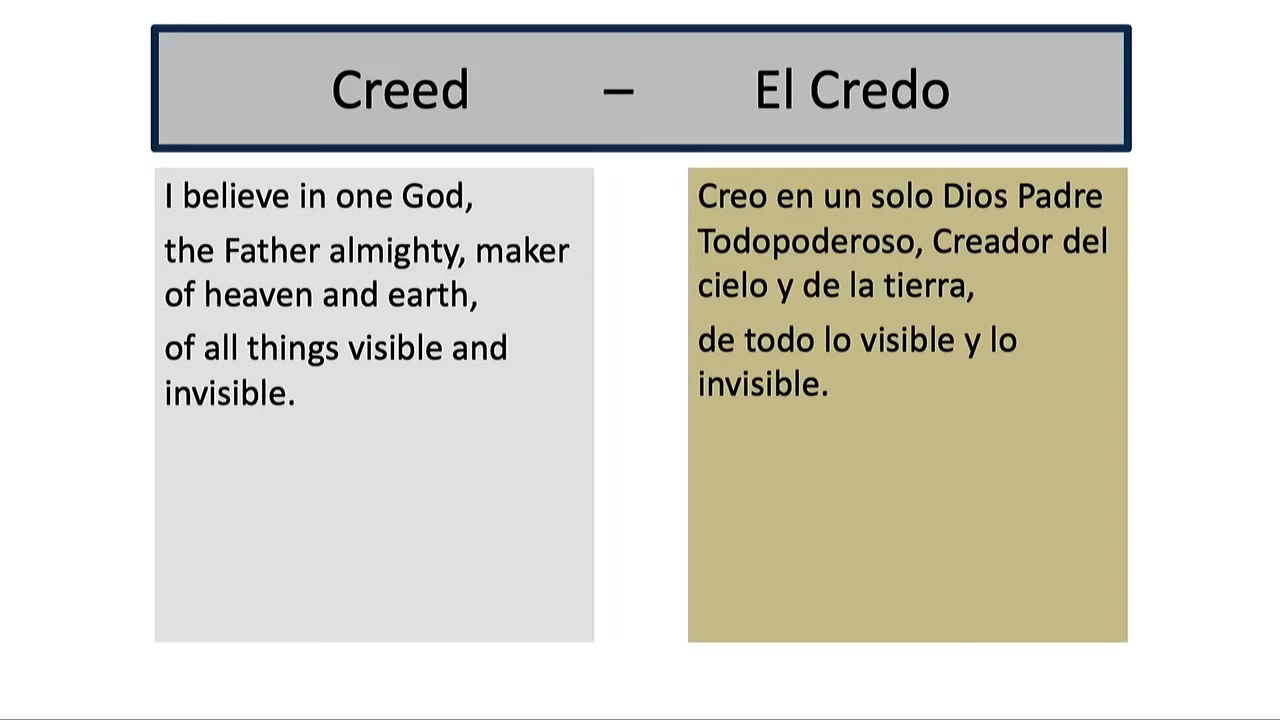 Creed – El Credo
I believe in one God,
the Father almighty, maker
of heaven and earth,
of all things visible and
invisible.
Creo en un solo Dios Padre
Todopoderoso, Creador del
cielo y de la tierra,
de todo lo visible y lo
invisible.